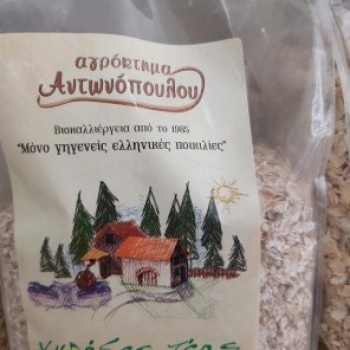 αγρόκτημα
Αντωνόπουλου
Βιοκαλλιέργεια από το 1985
"Μόνο γηγενείς ελληνικές ποικιλίες"